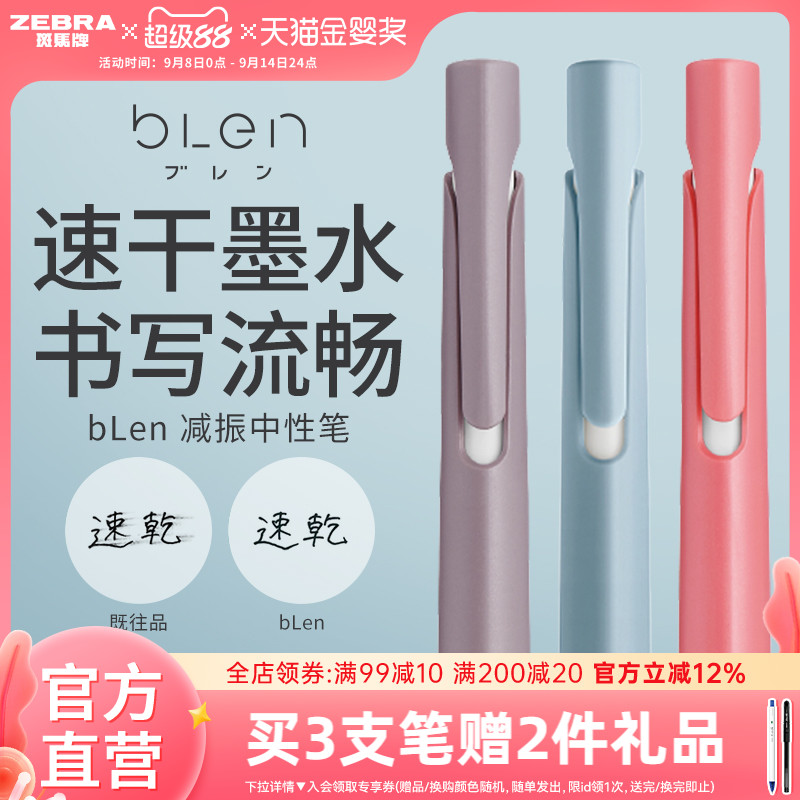 ZEBRA
斑馬牌
×超级88×天猫金婴奖
活动时间：9月8日0点 - 9月14日24点
bLen
ブレン
速干墨水
书写流畅
bLen 减振中性笔
速乾
速乾
既往品
bLen
官方
直营
全店领券:满99减10 满200减20 官方立减12%
买3支笔赠2件礼品
下拉详情▼入会领取专享券(赠品/换购颜色随机，随单发出，限id领1次，送完/换完即止)